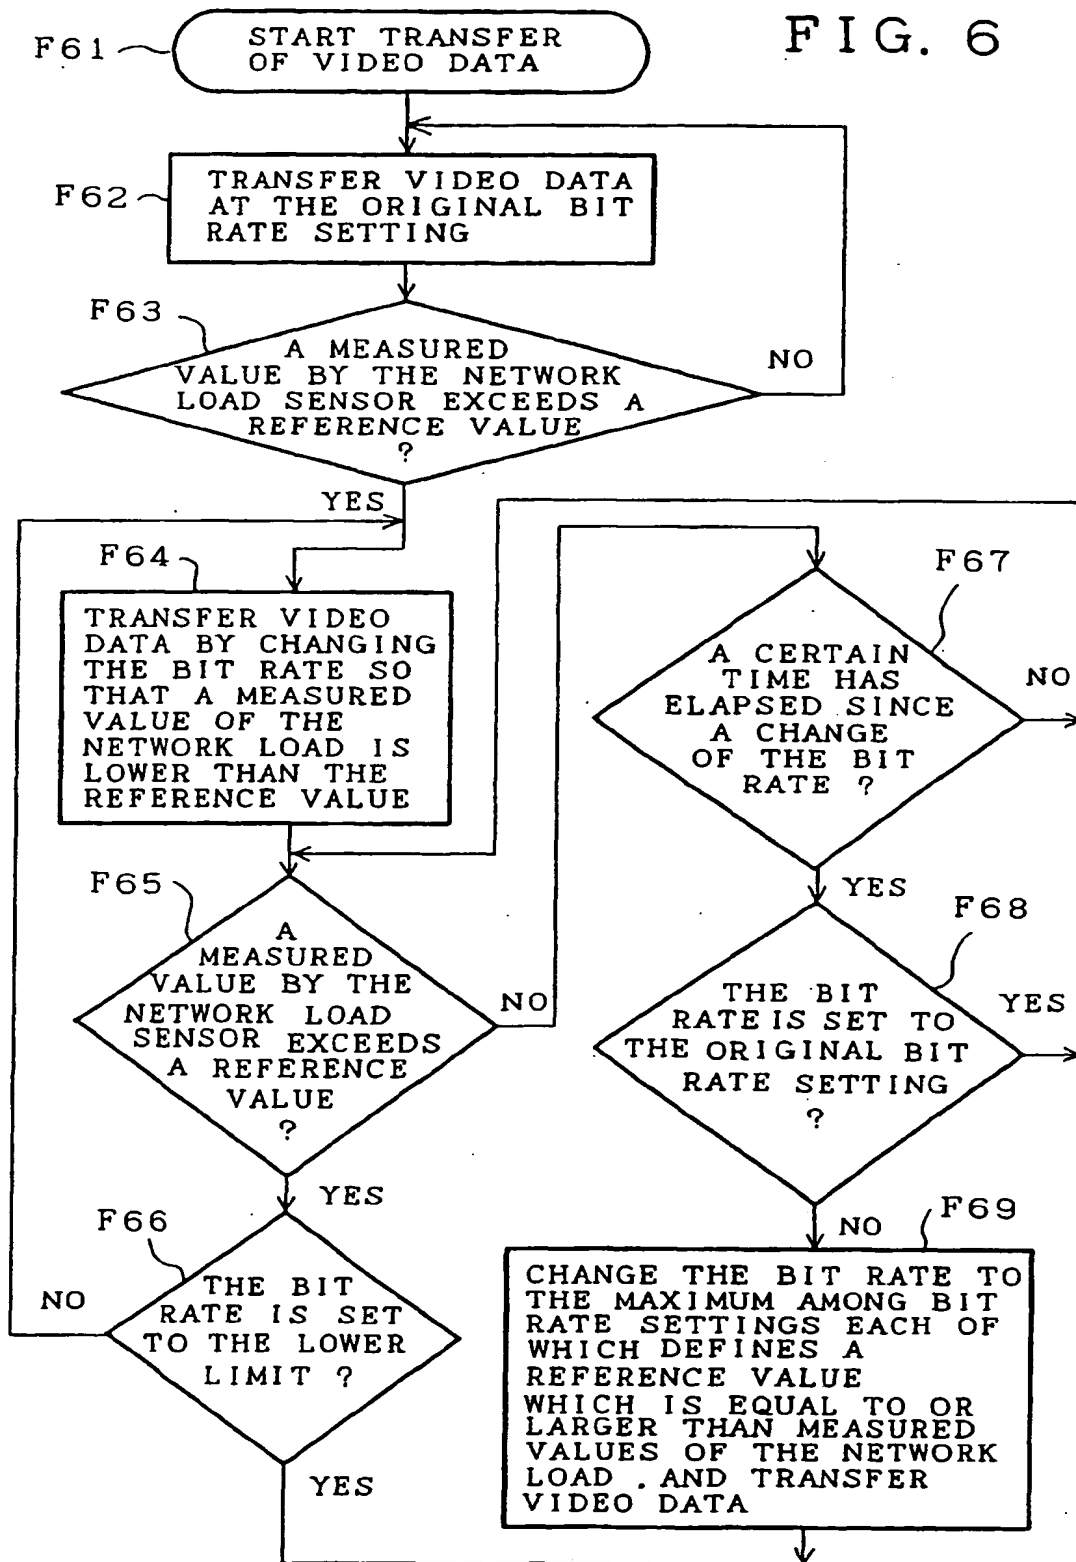 FIG. 6
F61
START TRANSFER
OF VIDEO DATA
F62
TRANSFER VIDEO DATA
AT THE ORIGINAL BIT
RATE SETTING
F63
A MEASURED
VALUE BY THE NETWORK
LOAD SENSOR EXCEEDS A
REFERENCE VALUE
?
NO
YES
F64
TRANSFER VIDEO
DATA BY CHANGING
THE BIT RATE SO
THAT A MEASURED
VALUE OF THE
NETWORK LOAD IS
LOWER THAN THE
REFERENCE VALUE
F65
A
MEASURED
VALUE BY THE
NETWORK LOAD
SENSOR EXCEEDS
A REFERENCE
VALUE
?
NO
YES
F66
THE BIT
RATE IS SET
TO THE LOWER
LIMIT ?
NO
YES
F67
A CERTAIN
TIME HAS
ELAPSED SINCE
A CHANGE
OF THE BIT
RATE ?
NO
YES
F68
THE BIT
RATE IS SET TO
THE ORIGINAL BIT
RATE SETTING
?
YES
NO
F69
CHANGE THE BIT RATE TO
THE MAXIMUM AMONG BIT
RATE SETTINGS EACH OF
WHICH DEFINES A
REFERENCE VALUE
WHICH IS EQUAL TO OR
LARGER THAN MEASURED
VALUES OF THE NETWORK
LOAD . AND TRANSFER
VIDEO DATA